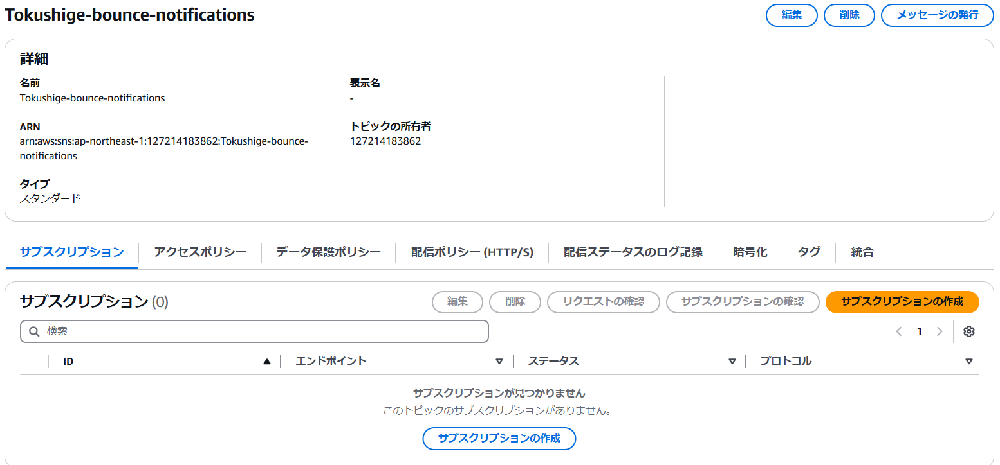 Tokushige-bounce-notifications
編集
削除
メッセージの発行
詳細
名前
Tokushige-bounce-notifications
ARN
arn:aws:sns:ap-northeast-1:127214183862:Tokushige-bounce-
notifications
タイプ
スタンダード
表示名
-
トピックの所有者
127214183862
サブスクリプション
アクセスポリシー
データ保護ポリシー
配信ポリシー (HTTP/S)
配信ステータスのログ記録
暗号化
タグ
統合
サブスクリプション (0)
編集
削除
リクエストの確認
サブスクリプションの確認
サブスクリプションの作成
検索
1
ID
エンドポイント
ステータス
プロトコル
サブスクリプションが見つかりません
このトピックのサブスクリプションがありません。
サブスクリプションの作成